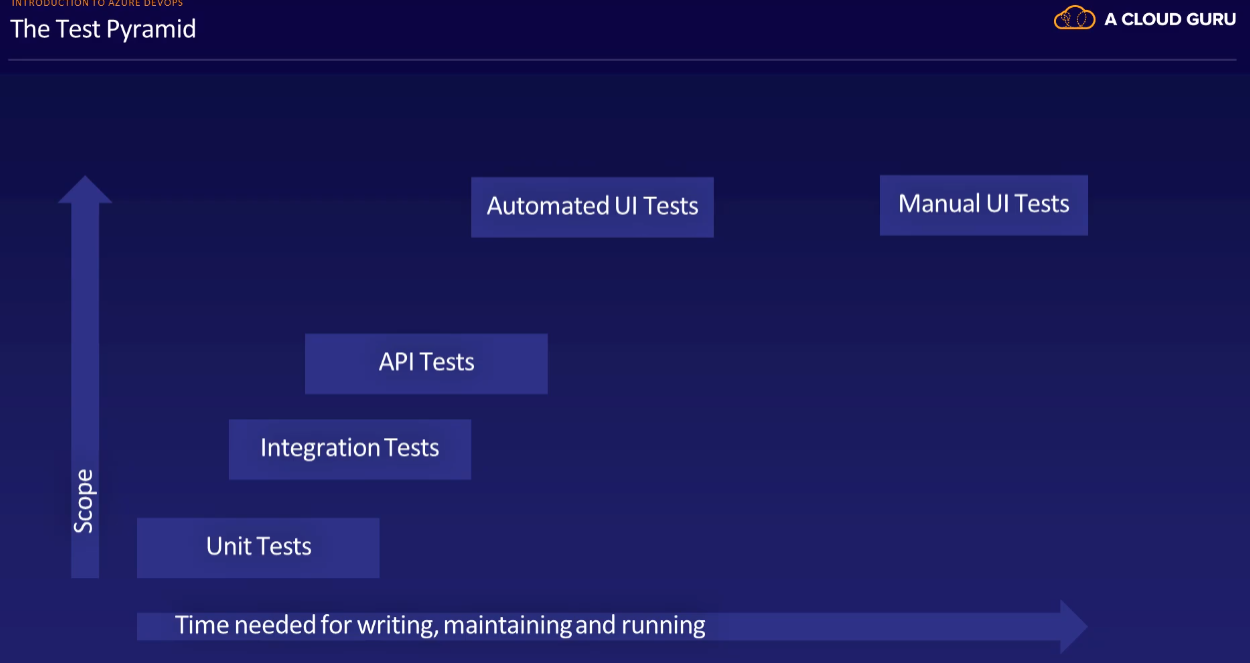 INTRODUCTION TO AZURE DEVOPS
The Test Pyramid
A CLOUD GURU
Automated UI Tests
Manual UI Tests
API Tests
Integration Tests
Scope
Unit Tests
Time needed for writing, maintaining and running